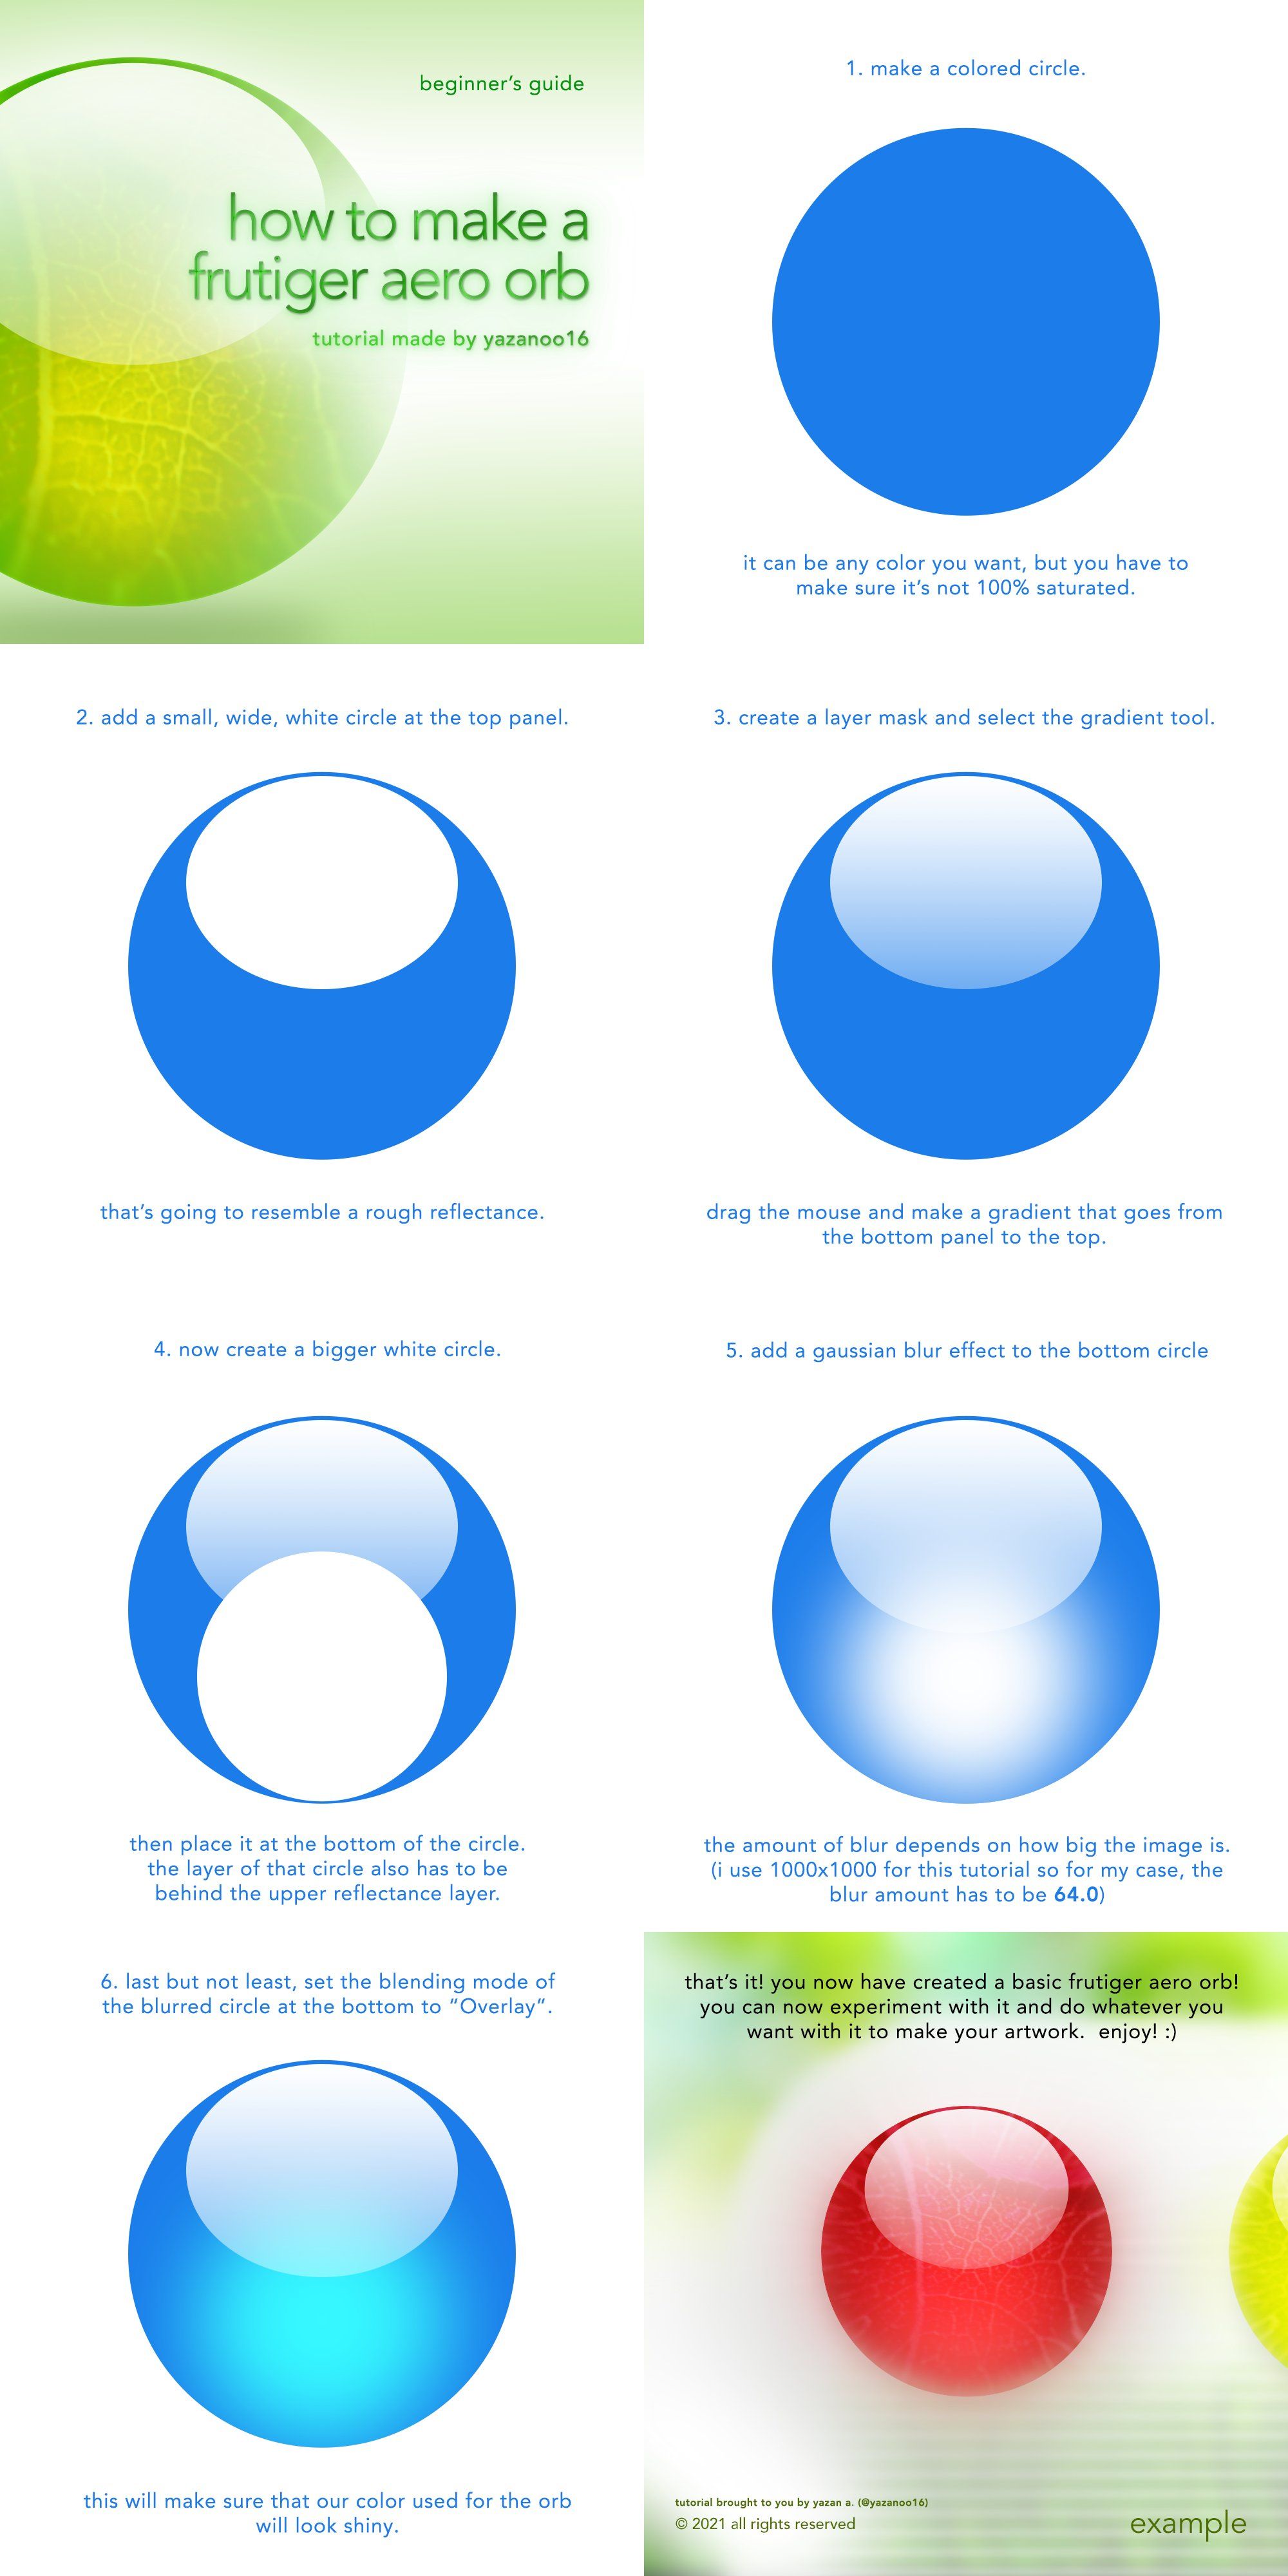 beginner's guide
how to make a
frutiger aero orb
tutorial made by yazanoo16
1. make a colored circle.
it can be any color you want, but you have to
make sure it's not 100% saturated.
2. add a small, wide, white circle at the top panel.
that's going to resemble a rough reflectance.
3. create a layer mask and select the gradient tool.
drag the mouse and make a gradient that goes from
the bottom panel to the top.
4. now create a bigger white circle.
then place it at the bottom of the circle.
the layer of that circle also has to be
behind the upper reflectance layer.
5. add a gaussian blur effect to the bottom circle
the amount of blur depends on how big the image is.
(i use 1000x1000 for this tutorial so for my case, the
blur amount has to be 64.0)
6. last but not least, set the blending mode of
the blurred circle at the bottom to “Overlay”.
this will make sure that our color used for the orb
will look shiny.
that's it! you now have created a basic frutiger aero orb!
you can now experiment with it and do whatever you
want with it to make your artwork.  enjoy! :)
tutorial brought to you by yazan a. (@yazanoo16)
© 2021 all rights reserved
example